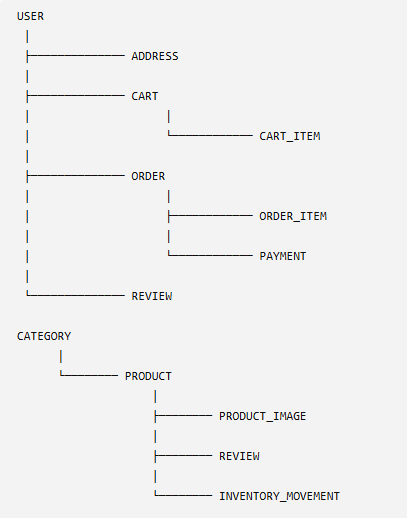 USER
ADDRESS
CART
CART_ITEM
ORDER
ORDER_ITEM
PAYMENT
REVIEW
CATEGORY
PRODUCT
PRODUCT_IMAGE
REVIEW
INVENTORY_MOVEMENT